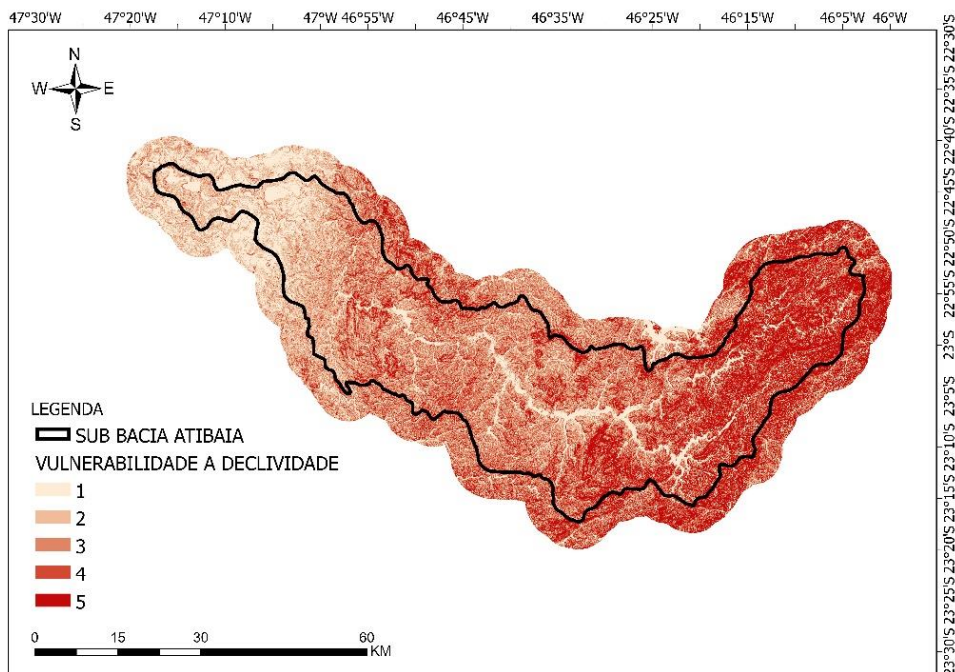 47°30'W 47°20'W 47°10'W 47°W 46°55'W 46°45'W 46°35'W 46°25'W 46°15'W 46°5'W 46°W
22°30'S
22°35'S
22°40'S
22°45'S
22°50'S
22°55'S
23°S
23°5'S
23°10'S
23°15'S
23°20'S
23°25'S
23°30'S
N
W E
S
LEGENDA
SUB BACIA ATIBAIA
VULNERABILIDADE A DECLIVIDADE
1
2
3
4
5
0 15 30 60
KM